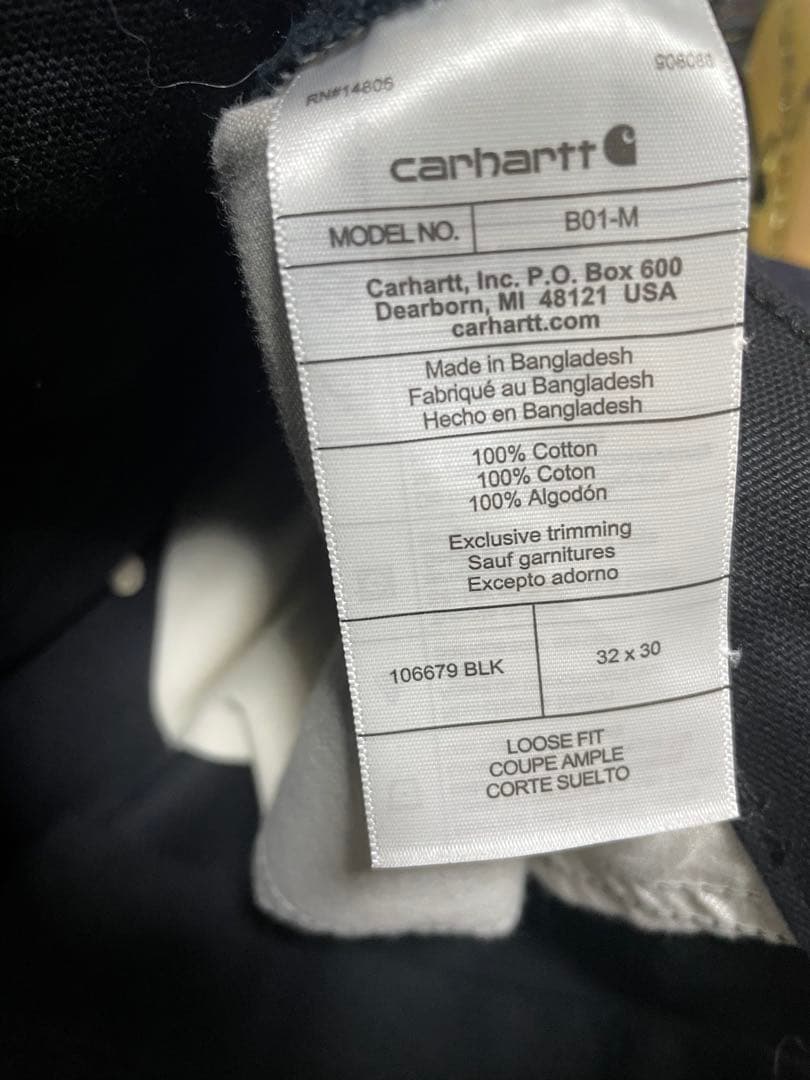 RN#14806
carhartt
MODEL NO. B01-M
Carhartt, Inc. P.O. Box 600
Dearborn, MI 48121 USA
carhartt.com
Made in Bangladesh
Fabriqué au Bangladesh
Hecho en Bangladesh
100% Cotton
100% Coton
100% Algodón
Exclusive trimming
Sauf garnitures
Excepto adorno
106679 BLK 32 x 30
LOOSE FIT
COUPE AMPLE
CORTE SUELTO